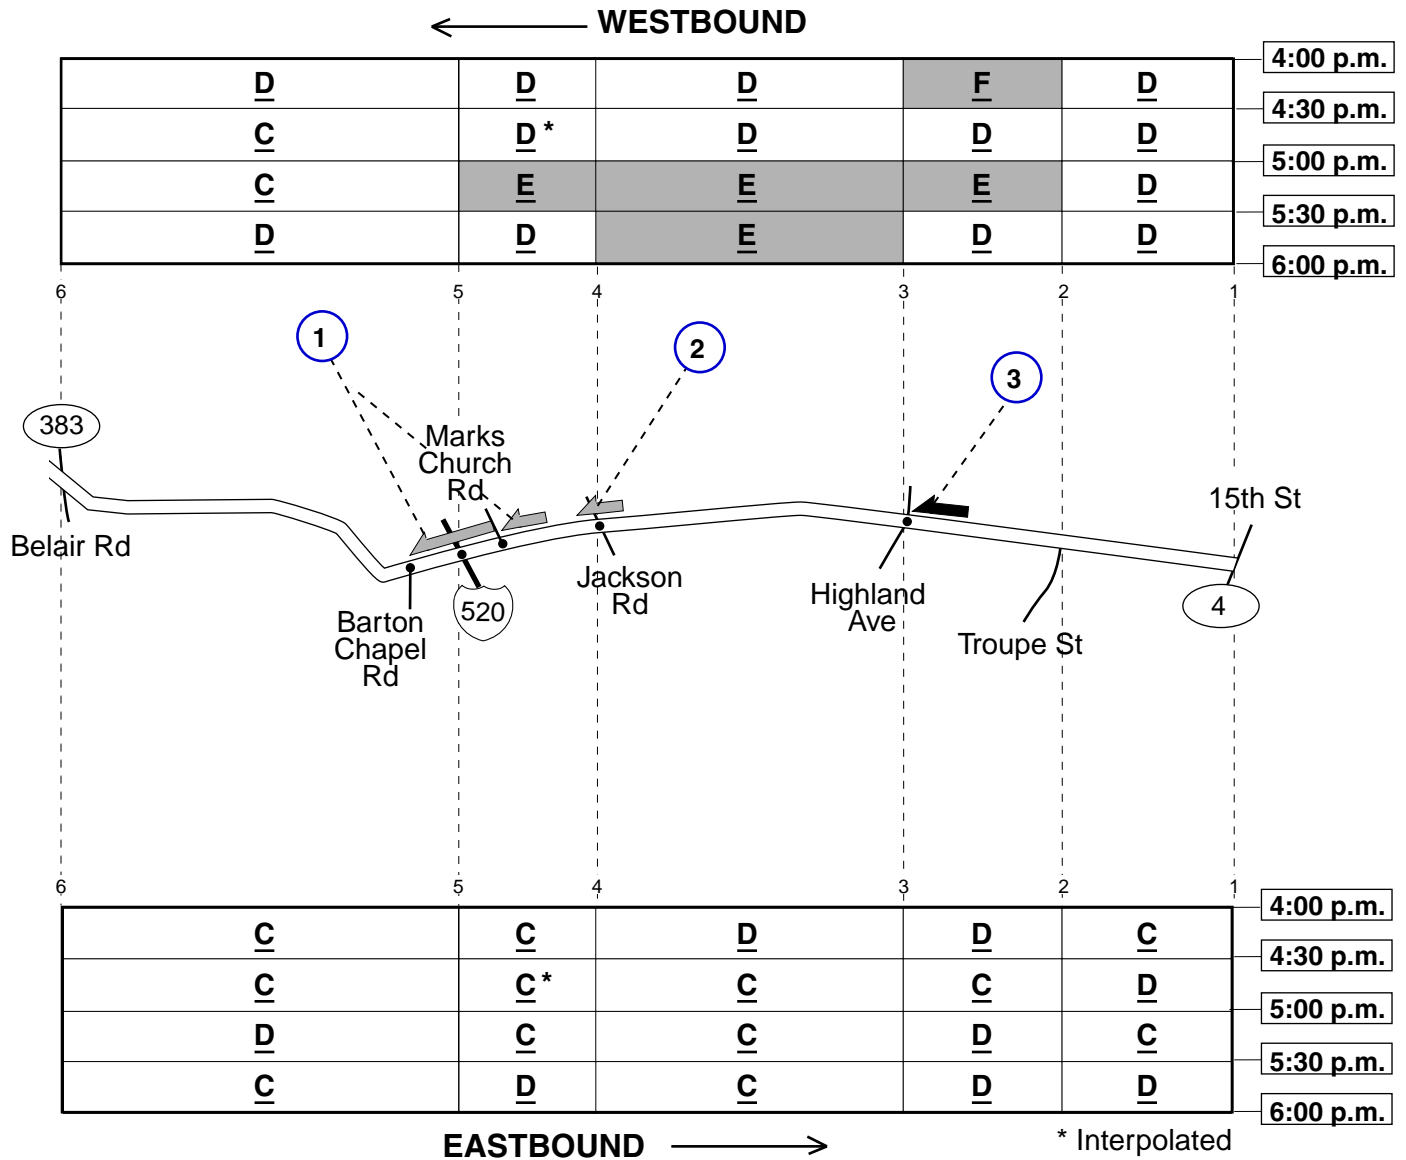 WESTBOUND
4:00 p.m.
D D D F D
4:30 p.m.
C D * D D D
5:00 p.m.
C E E E D
5:30 p.m.
D D E D D
6:00 p.m.
6 5 4 3 2 1
1
2
3
383
Marks
Church
Rd
15th St
Belair Rd
Jackson
Rd
520
Highland
Ave
4
Barton
Chapel
Rd
Troupe St
6 5 4 3 2 1
4:00 p.m.
C C D D C
4:30 p.m.
C C * C C D
5:00 p.m.
D C C D C
5:30 p.m.
C D C D D
6:00 p.m.
EASTBOUND
* Interpolated